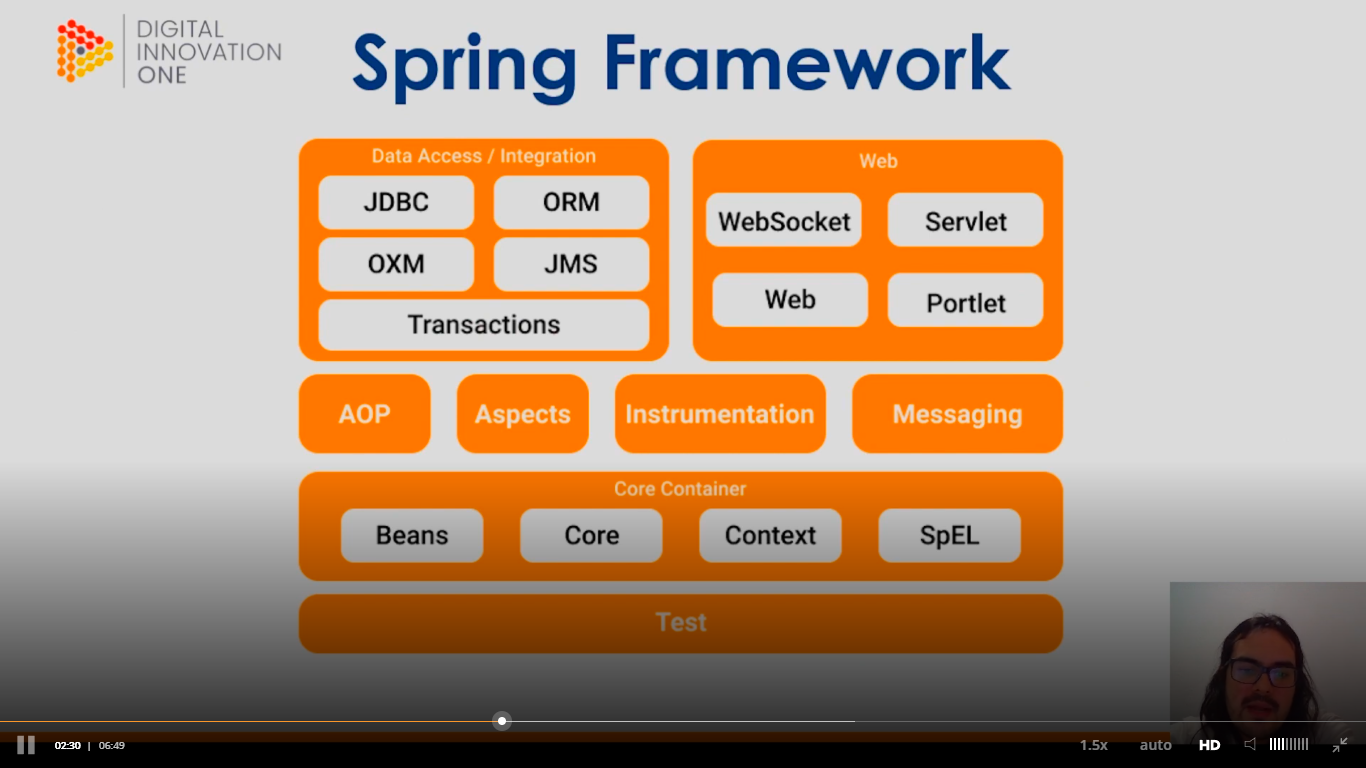 DIGITAL
INNOVATION
ONE
Spring Framework
Data Access / Integration
JDBC
ORM
OXM
JMS
Transactions
Web
WebSocket
Servlet
Web
Portlet
AOP
Aspects
Instrumentation
Messaging
Core Container
Beans
Core
Context
SpEL
Test
02:30 | 06:49
1.5x
auto
HD